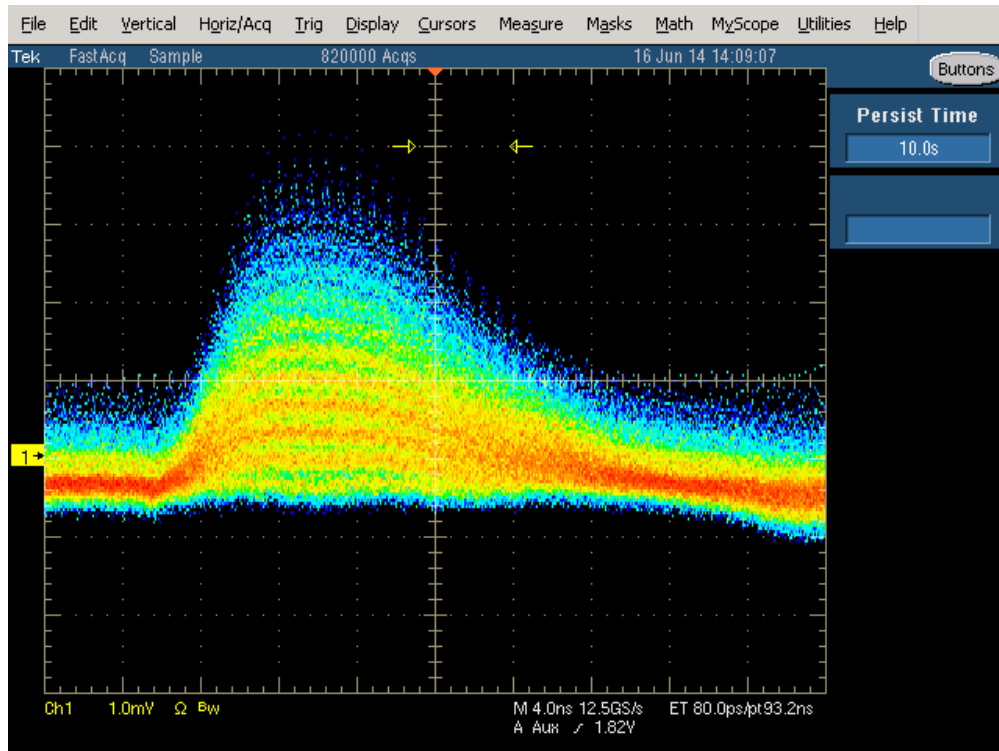 File Edit Vertical Horiz/Acq Trig Display Cursors Measure Masks Math MyScope Utilities Help
Tek FastAcq Sample 820000 Acqs 16 Jun 14 14:09:07
Buttons
Persist Time
10.0s
1
Ch1 1.0mV Ω Bw M 4.0ns 12.5GS/s ET 80.0ps/pt 93.2ns
A Aux 1.82V